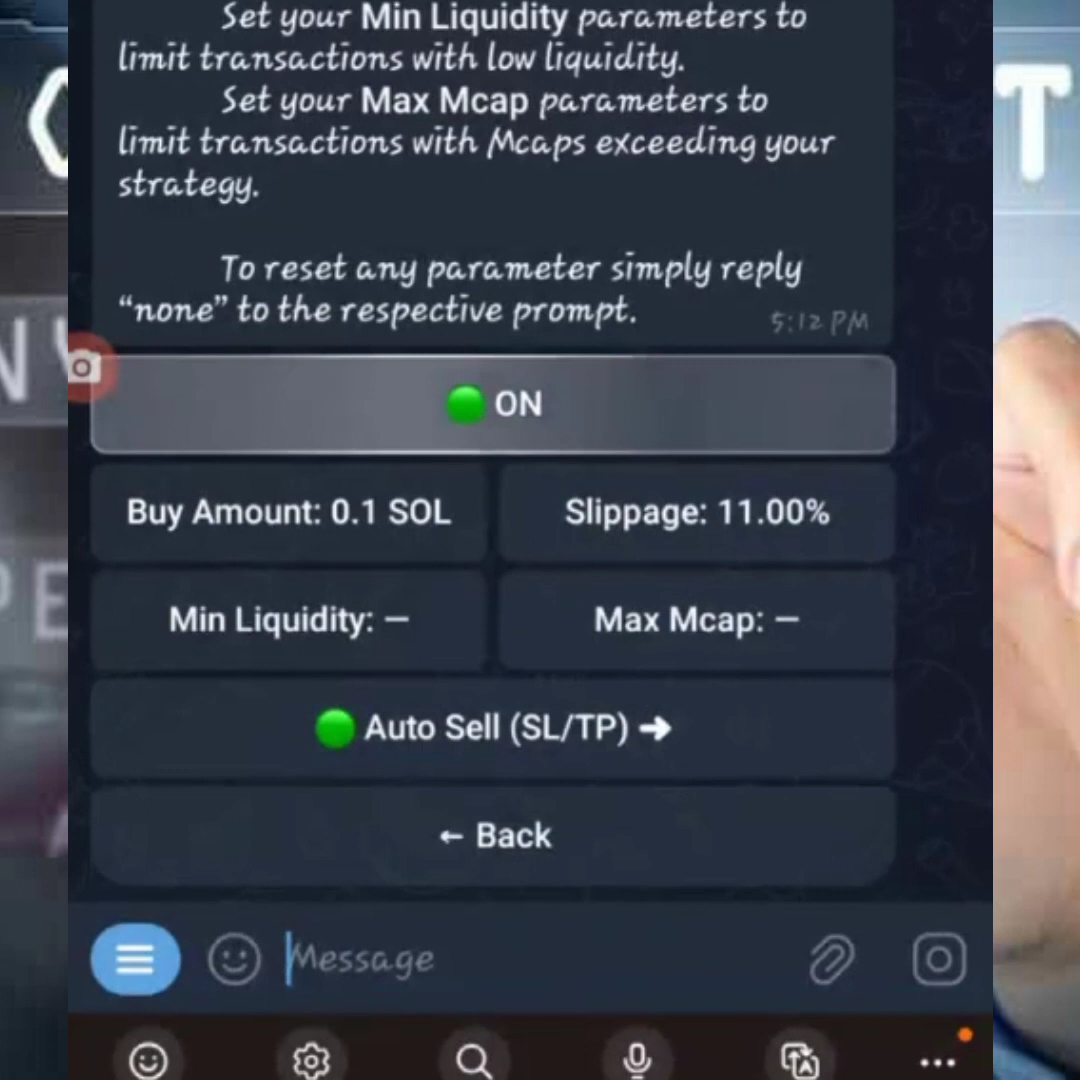 Set your Min Liquidity parameters to
limit transactions with low liquidity.
Set your Max Mcap parameters to
limit transactions with Mcaps exceeding your
strategy.
To reset any parameter simply reply
“none” to the respective prompt.
5:12 PM
ON
Buy Amount: 0.1 SOL
Slippage: 11.00%
Min Liquidity: —
Max Mcap: —
Auto Sell (SL/TP) ➜
← Back
Message
T
PE